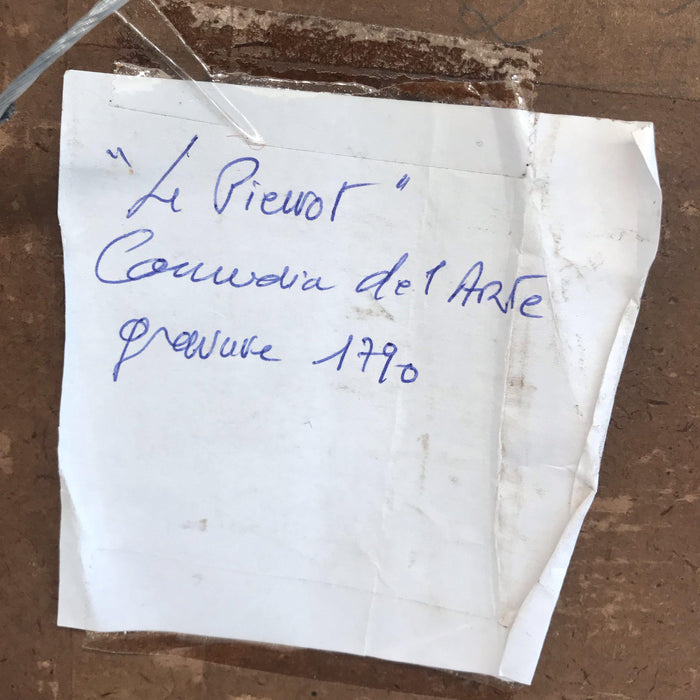 "Le Pierrot"
Commedia del'Arte
gravure 1790